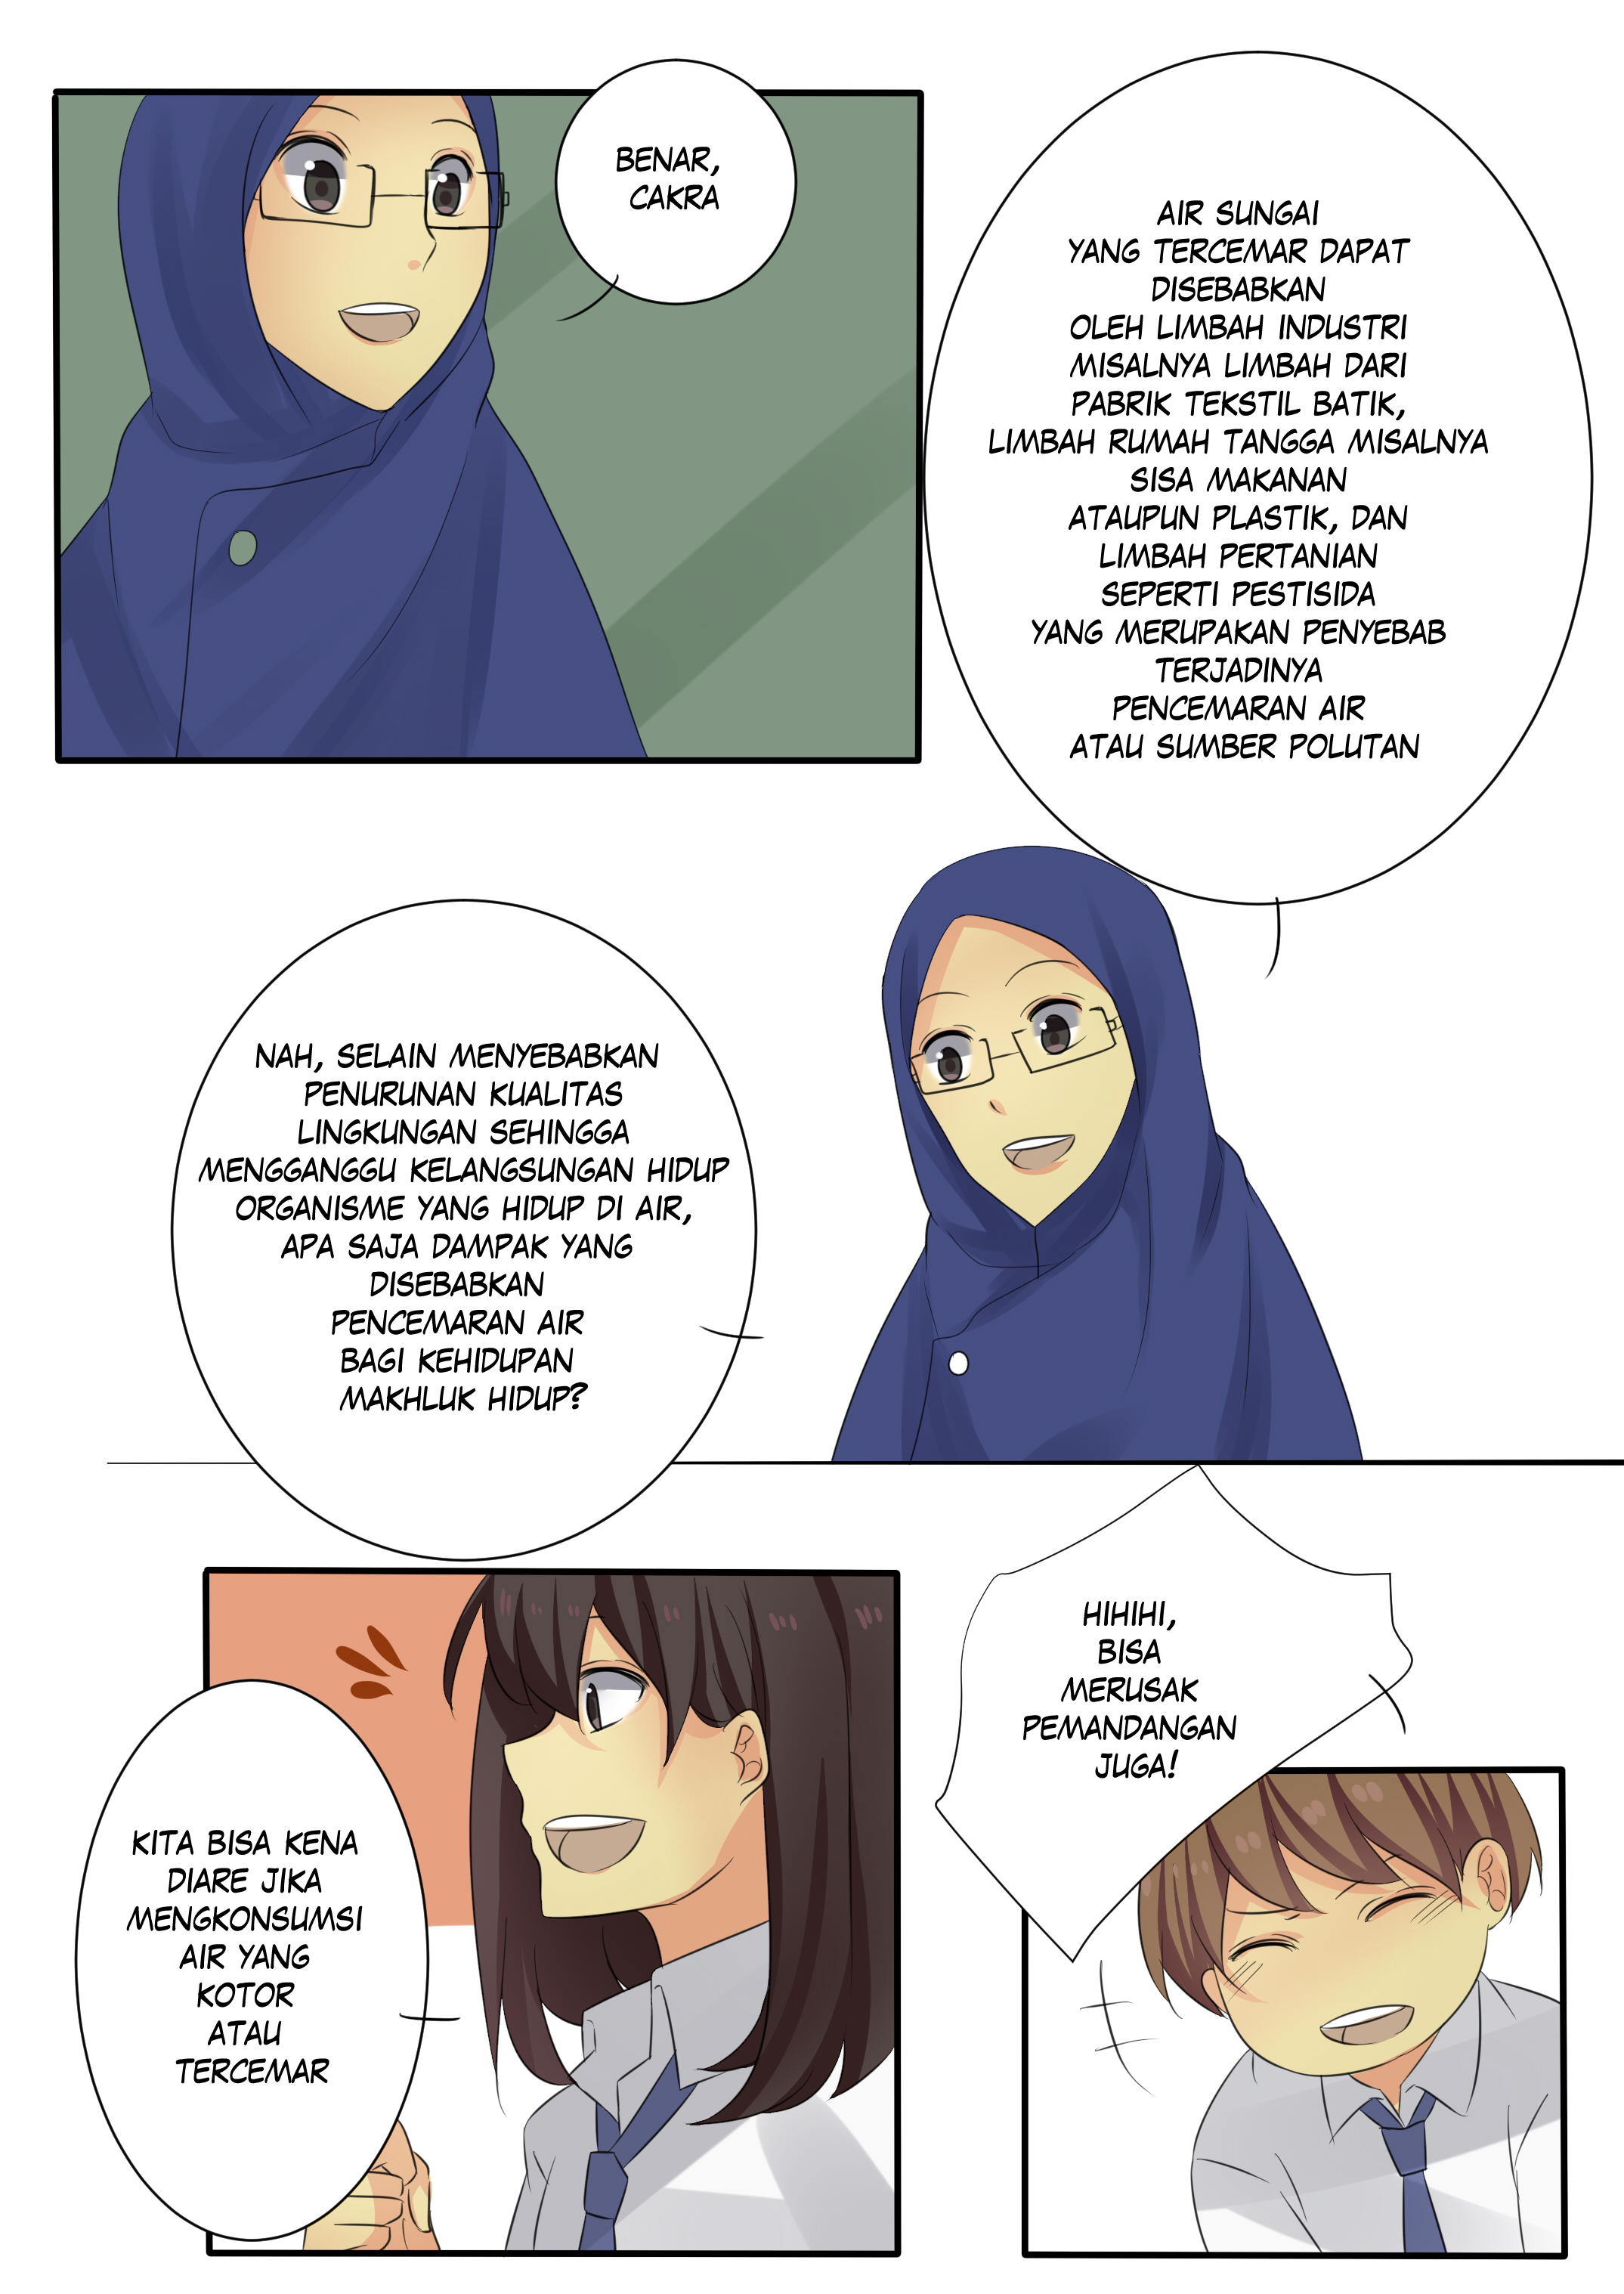 BENAR,
CAKRA
AIR SUNGAI
YANG TERCEMAR DAPAT
DISEBABKAN
OLEH LIMBAH INDUSTRI
MISALNYA LIMBAH DARI
PABRIK TEKSTIL BATIK,
LIMBAH RUMAH TANGGA MISALNYA
SISA MAKANAN
ATAUPUN PLASTIK, DAN
LIMBAH PERTANIAN
SEPERTI PESTISIDA
YANG MERUPAKAN PENYEBAB
TERJADINYA
PENCEMARAN AIR
ATAU SUMBER POLUTAN
NAH, SELAIN MENYEBABKAN
PENURUNAN KUALITAS
LINGKUNGAN SEHINGGA
MENGGANGGU KELANGSUNGAN HIDUP
ORGANISME YANG HIDUP DI AIR,
APA SAJA DAMPAK YANG
DISEBABKAN
PENCEMARAN AIR
BAGI KEHIDUPAN
MAKHLUK HIDUP?
KITA BISA KENA
DIARE JIKA
MENGKONSUMSI
AIR YANG
KOTOR
ATAU
TERCEMAR
HIHIHI,
BISA
MERUSAK
PEMANDANGAN
JUGA!